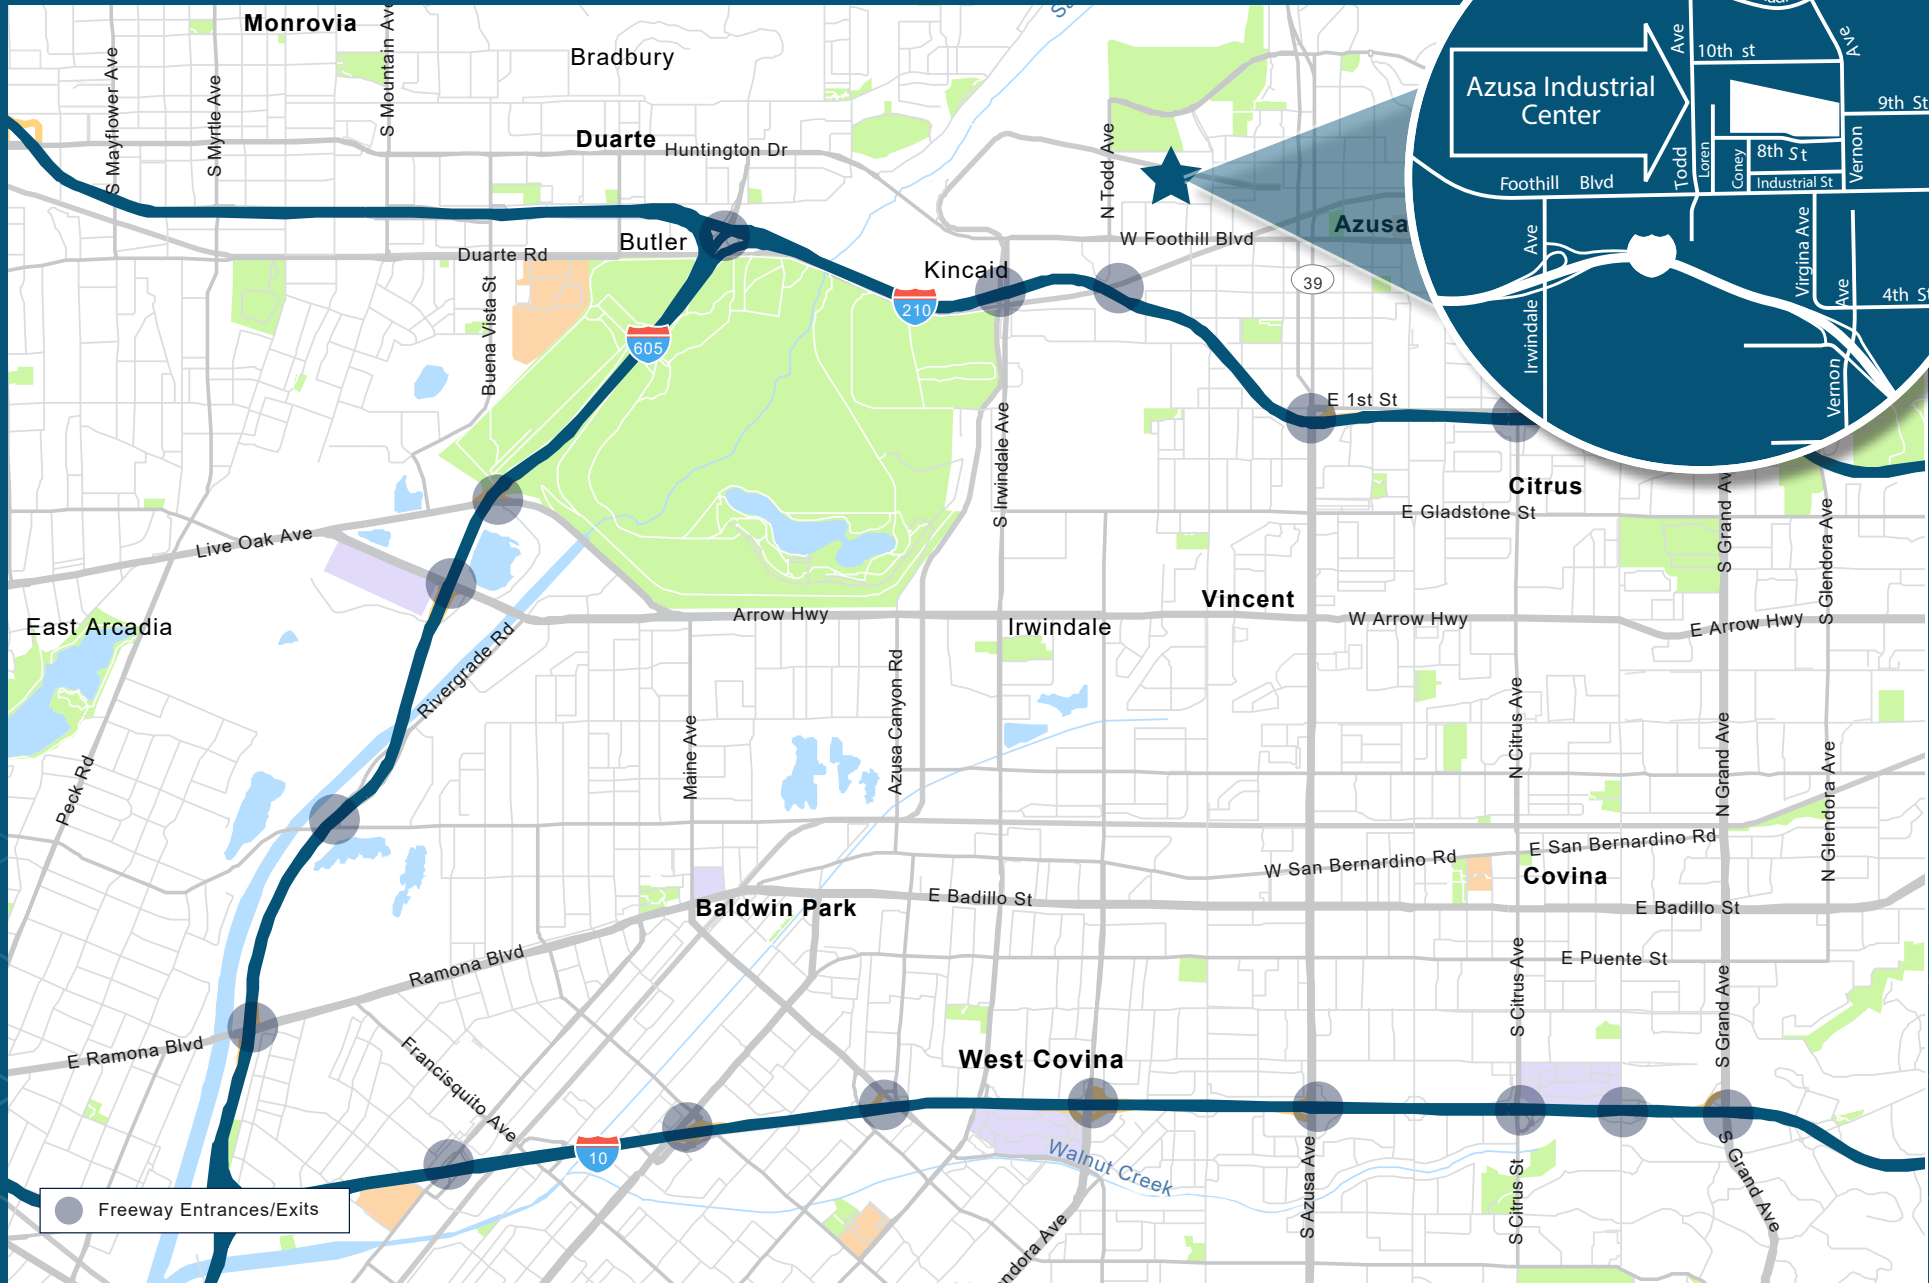 Monrovia
Bradbury
Duarte
Huntington Dr
S Mayflower Ave
S Myrtle Ave
S Mountain Ave
N Todd Ave
Azusa
W Foothill Blvd
Butler
Duarte Rd
Kincaid
210
605
39
Buena Vista St
E 1st St
S Irwindale Ave
Citrus
E Gladstone St
Live Oak Ave
S Grand Av
S Glendora Ave
Vincent
Arrow Hwy
W Arrow Hwy
E Arrow Hwy
East Arcadia
Irwindale
Rivergrade Rd
Azusa Canyon Rd
Maine Ave
Peck Rd
N Citrus Ave
N Grand Ave
N Glendora Ave
W San Bernardino Rd
E San Bernardino Rd
Covina
Baldwin Park
E Badillo St
E Badillo St
Ramona Blvd
E Puente St
S Citrus Ave
S Grand Ave
E Ramona Blvd
Francisquito Ave
West Covina
10
Walnut Creek
S Azusa Ave
S Citrus St
S Grand Ave
ndora Ave
Freeway Entrances/Exits
Azusa Industrial
Center
Ave
10th st
Ave
9th St
Todd
Loren
Coney
8th St
Industrial St
Vernon
Foothill Blvd
Ave
Irwindale
Virginia Ave
Ave
4th St
Vernon